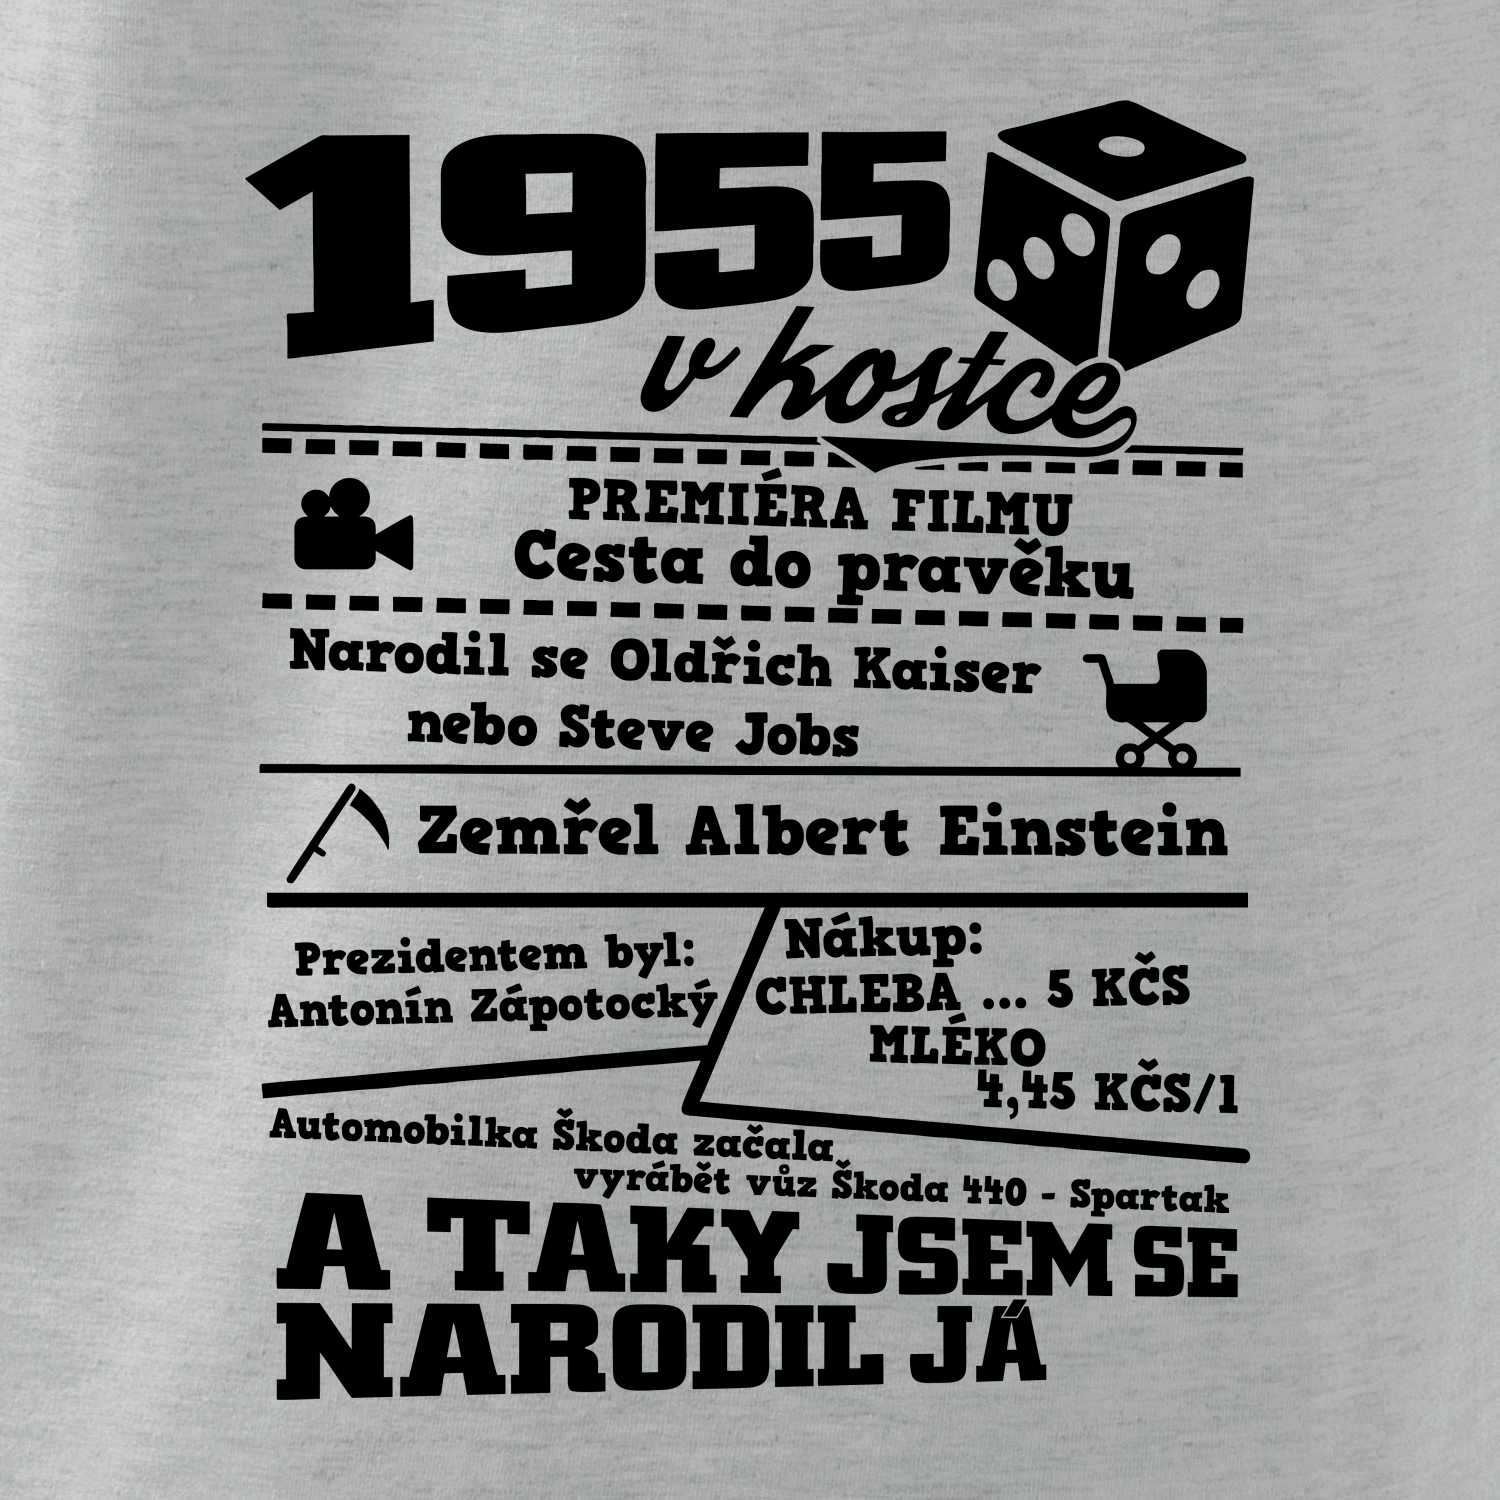 1955
v kostce
PREMIÉRA FILMU
Cesta do pravěku
Narodil se Oldřich Kaiser
nebo Steve Jobs
Zemřel Albert Einstein
Prezidentem byl:
Antonín Zápotocký
Nákup:
CHLEBA ... 5 KČS
MLÉKO
4,45 KČS/l
Automobilka Škoda začala
vyrábět vůz Škoda 440 - Spartak
A TAKY JSEM SE
NARODIL JÁ